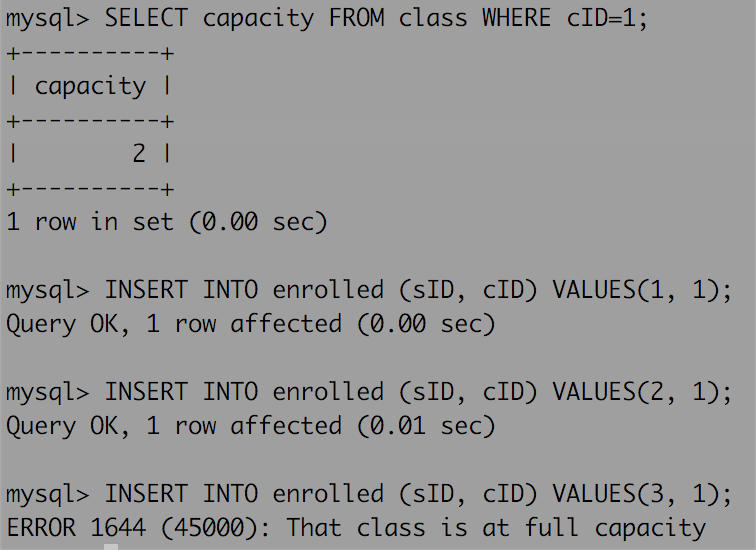 mysql> SELECT capacity FROM class WHERE cID=1;
+----------+
| capacity |
+----------+
|        2 |
+----------+
1 row in set (0.00 sec)
mysql> INSERT INTO enrolled (sID, cID) VALUES(1, 1);
Query OK, 1 row affected (0.00 sec)
mysql> INSERT INTO enrolled (sID, cID) VALUES(2, 1);
Query OK, 1 row affected (0.01 sec)
mysql> INSERT INTO enrolled (sID, cID) VALUES(3, 1);
ERROR 1644 (45000): That class is at full capacity